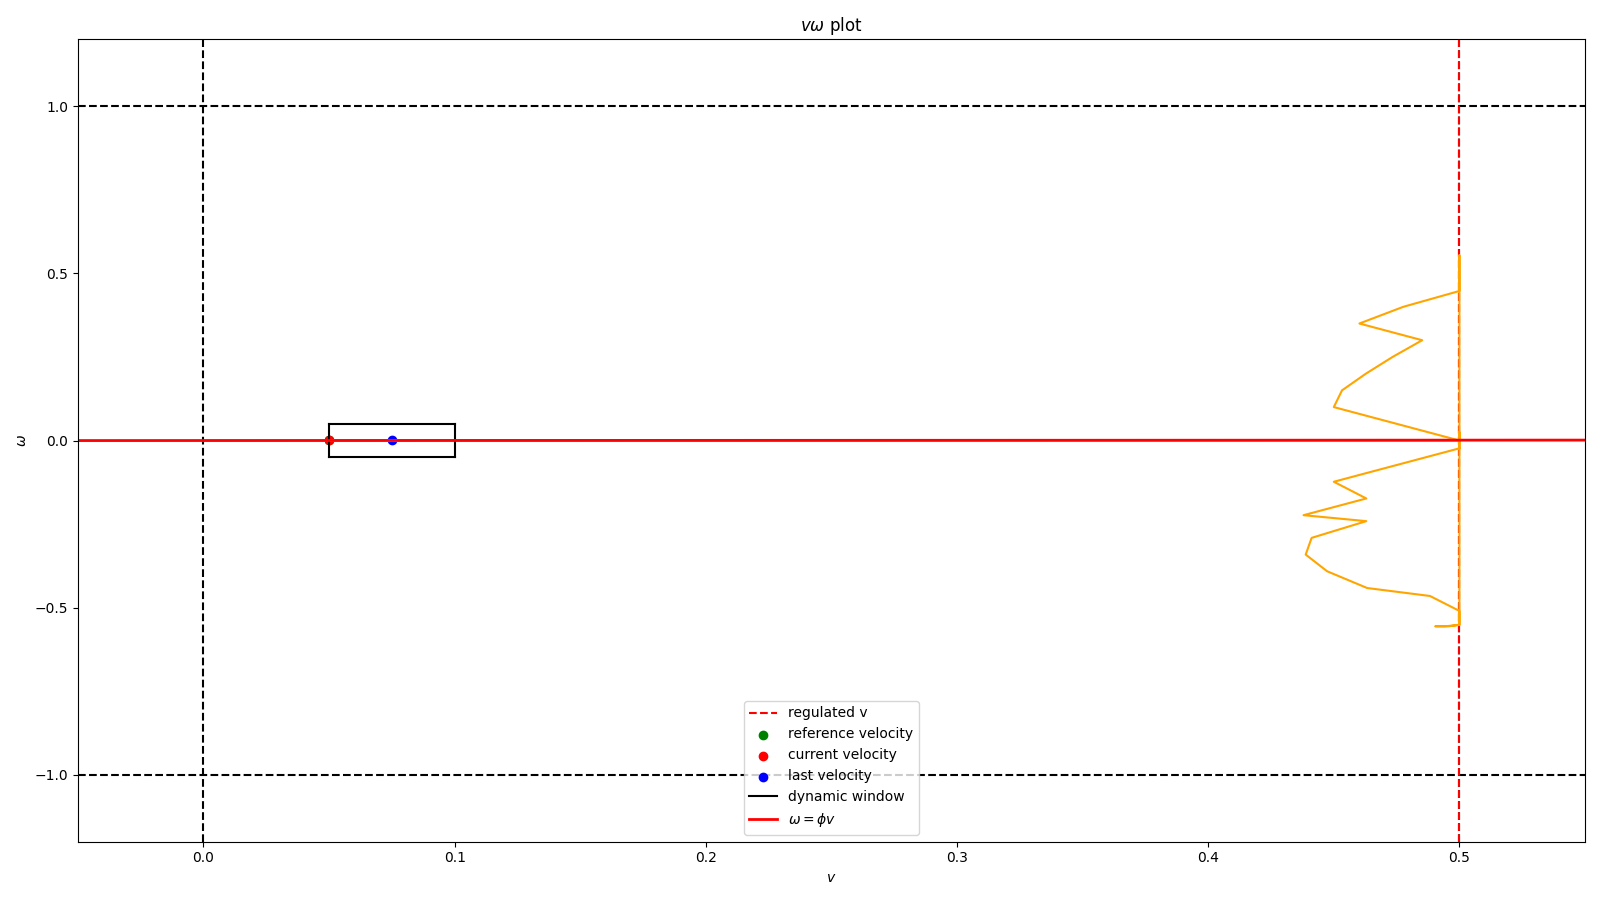 vω plot
1.0
0.5
0.0
−0.5
−1.0
ω
0.0
0.1
0.2
0.3
0.4
0.5
v
regulated v
reference velocity
current velocity
last velocity
dynamic window
ω = ϕv